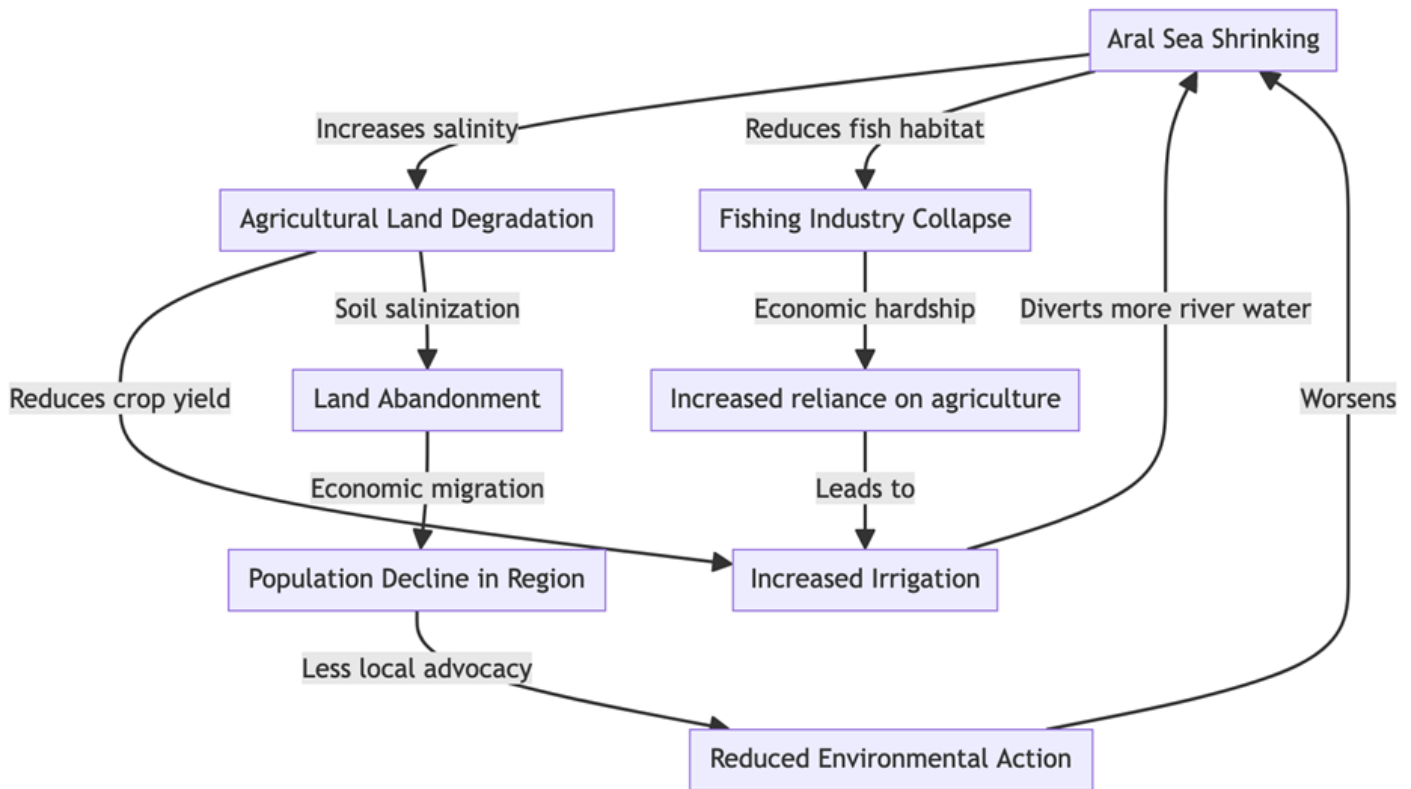 Aral Sea Shrinking
Increases salinity
Reduces fish habitat
Agricultural Land Degradation
Fishing Industry Collapse
Soil salinization
Economic hardship
Diverts more river water
Reduces crop yield
Land Abandonment
Increased reliance on agriculture
Worsens
Economic migration
Leads to
Population Decline in Region
Increased Irrigation
Less local advocacy
Reduced Environmental Action